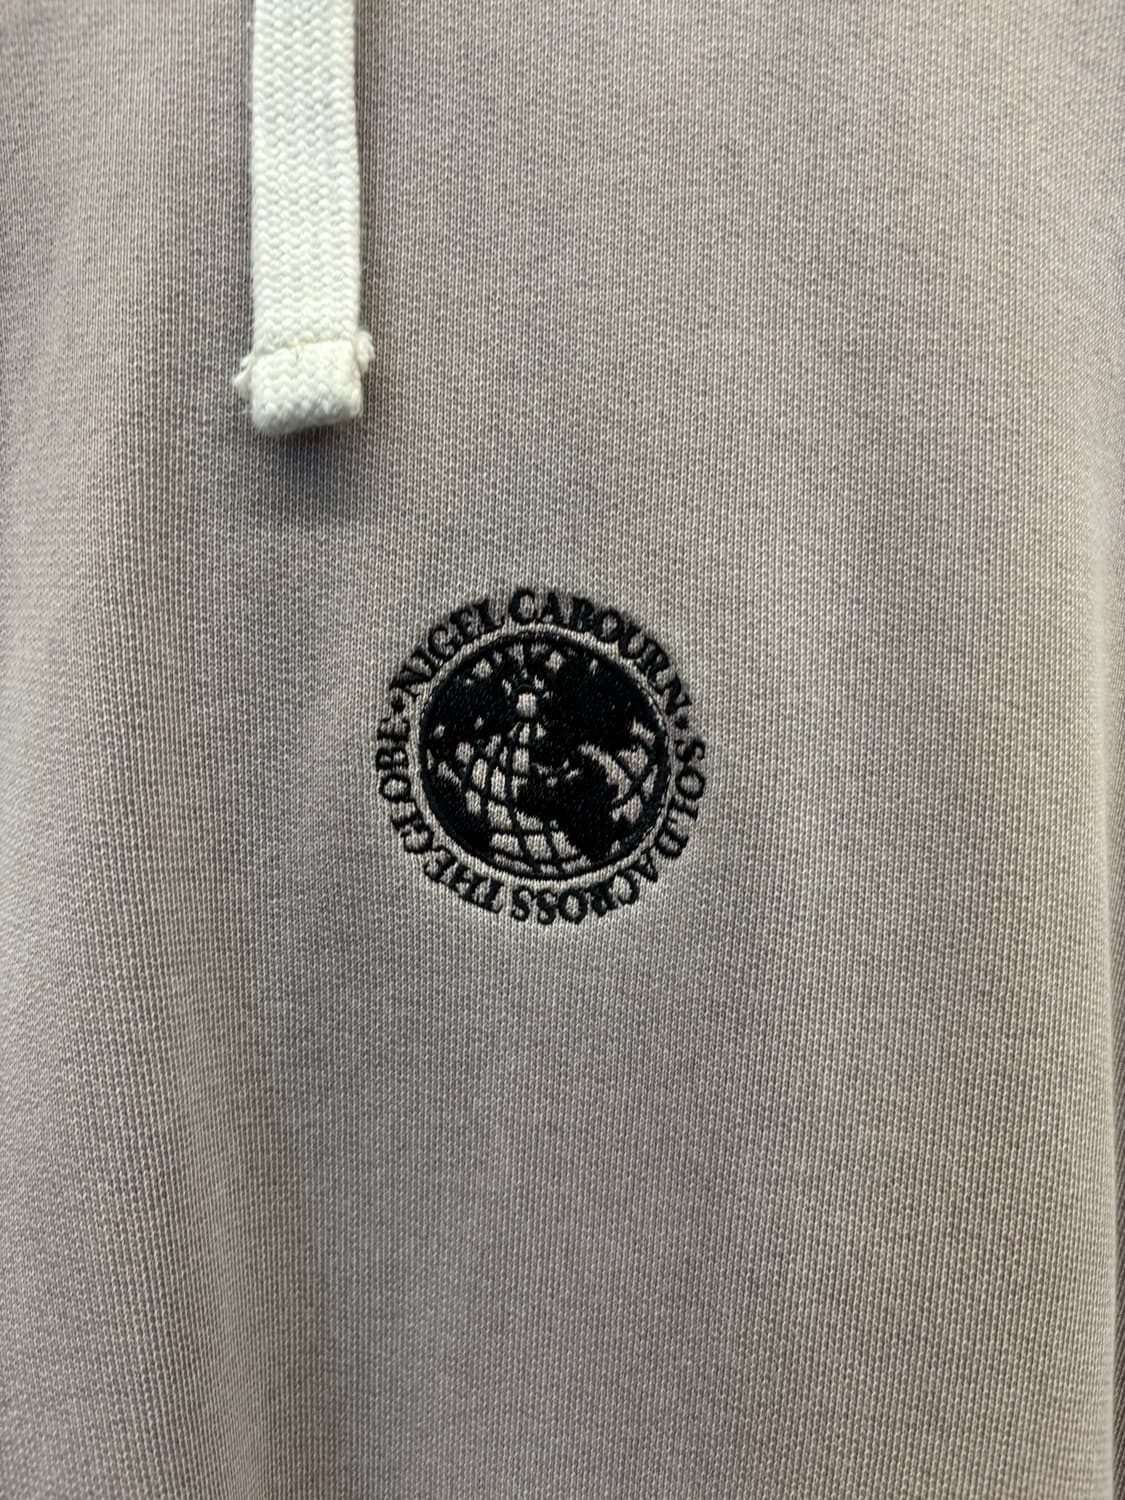 NIGEL CABOURN • SOLD ACROSS THE GLOBE •